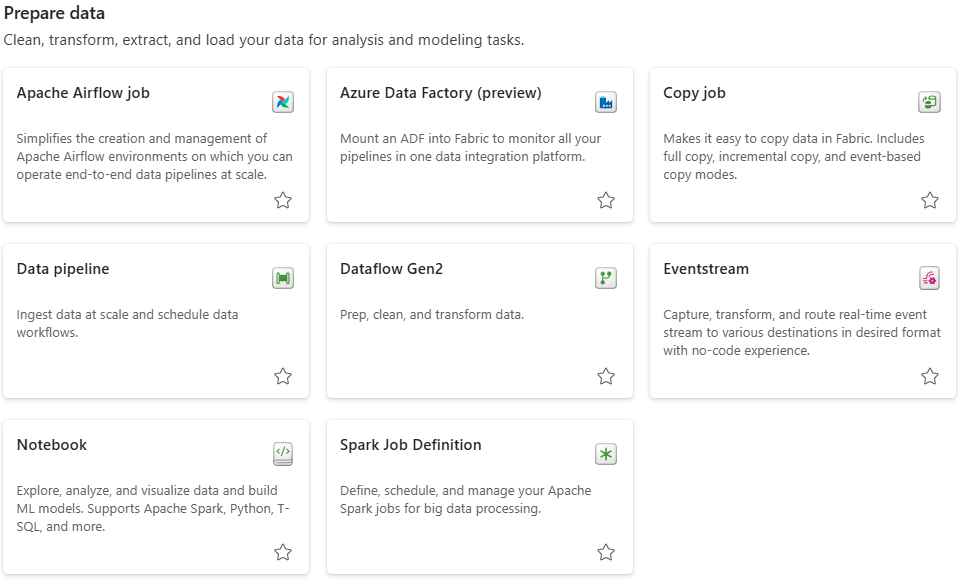 Prepare data
Clean, transform, extract, and load your data for analysis and modeling tasks.
Apache Airflow job
Simplifies the creation and management of
Apache Airflow environments on which you can
operate end-to-end data pipelines at scale.
Azure Data Factory (preview)
Mount an ADF into Fabric to monitor all your
pipelines in one data integration platform.
Copy job
Makes it easy to copy data in Fabric. Includes
full copy, incremental copy, and event-based
copy modes.
Data pipeline
Ingest data at scale and schedule data
workflows.
Dataflow Gen2
Prep, clean, and transform data.
Eventstream
Capture, transform, and route real-time event
stream to various destinations in desired format
with no-code experience.
Notebook
Explore, analyze, and visualize data and build
ML models. Supports Apache Spark, Python, T-
SQL, and more.
Spark Job Definition
Define, schedule, and manage your Apache
Spark jobs for big data processing.